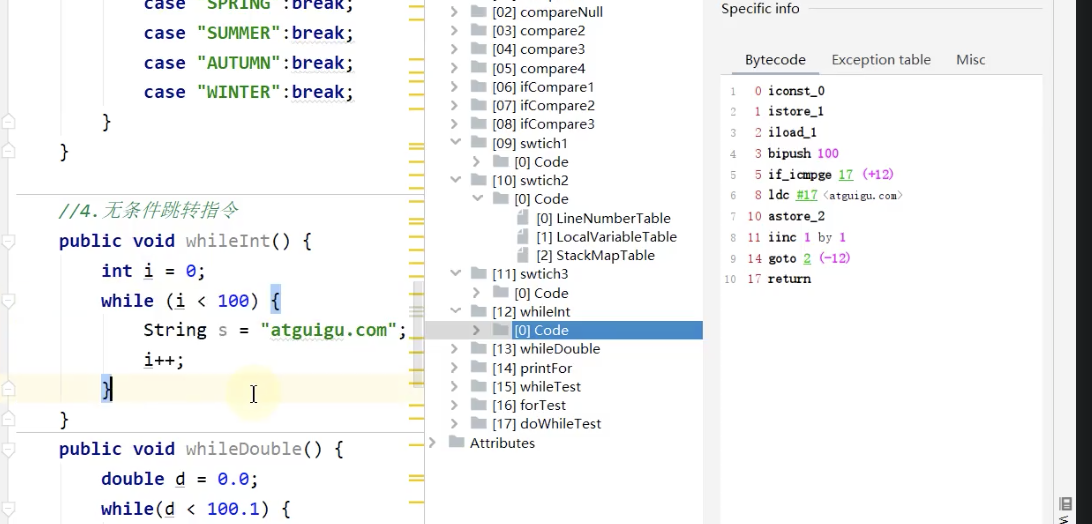 case "SPRING":break;
case "SUMMER":break;
case "AUTUMN":break;
case "WINTER":break;
}
}
//4.无条件跳转指令
public void whileInt() {
int i = 0;
while (i < 100) {
String s = "atguigu.com";
i++;
}
}
public void whileDouble() {
double d = 0.0;
while(d < 100.1) {
[02] compareNull
[03] compare2
[04] compare3
[05] compare4
[06] ifCompare1
[07] ifCompare2
[08] ifCompare3
[09] swtich1
[0] Code
[10] swtich2
[0] Code
[0] LineNumberTable
[1] LocalVariableTable
[2] StackMapTable
[11] swtich3
[0] Code
[12] whileInt
[0] Code
[13] whileDouble
[14] printFor
[15] whileTest
[16] forTest
[17] doWhileTest
Attributes
Specific info
Bytecode Exception table Misc
1 0 iconst_0
2 1 istore_1
3 2 iload_1
4 3 bipush 100
5 5 if_icmpge 17 (+12)
6 8 ldc #17 <atguigu.com>
7 10 astore_2
8 11 iinc 1 by 1
9 14 goto 2 (-12)
10 17 return